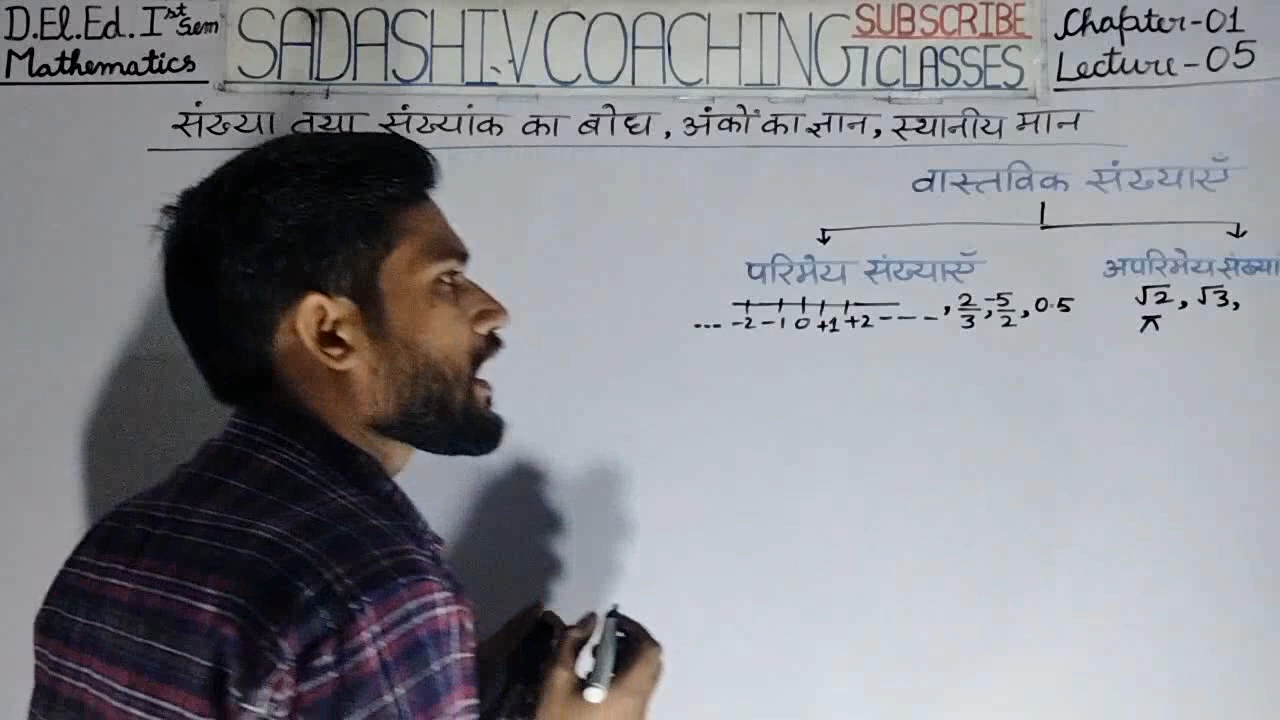 D.El.Ed. Ist Sem
Mathematics
SADASHIV COACHING CLASSES
SUBSCRIBE
Chapter-01
Lecture-05
संख्या तथा संख्यांक का बोध, अंकों का ज्ञान, स्थानीय मान
वास्तविक संख्याएँ
परिमेय संख्याएँ
अपरिमेय संख्या
... -2 -1 0 +1 +2 ----, 2/3, -5/2, 0.5
√2, √3,
π